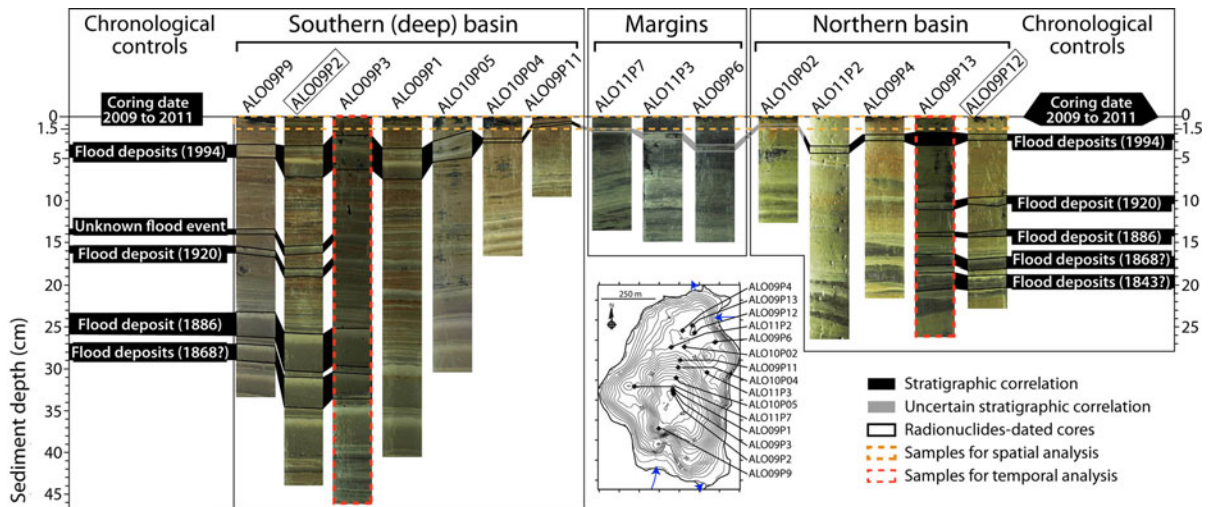 Chronological
controls
Southern (deep) basin
Margins
Northern basin
Chronological
controls
ALO09P9
ALO09P2
ALO09P3
ALO09P1
ALO10P05
ALO10P04
ALO09P11
ALO11P7
ALO11P3
ALO09P6
ALO10P02
ALO11P2
ALO09P4
ALO09P13
ALO09P12
Coring date
2009 to 2011
Flood deposits (1994)
Unknown flood event
Flood deposit (1920)
Flood deposit (1886)
Flood deposits (1868?)
Sediment depth (cm)
0
1.5
5
10
15
20
25
30
35
40
45
Coring date
2009 to 2011
Flood deposits (1994)
Flood deposit (1920)
Flood deposit (1886)
Flood deposits (1868?)
Flood deposits (1843?)
0
1.5
5
10
15
20
25
250 m
ALO09P4
ALO09P13
ALO09P12
ALO11P2
ALO09P6
ALO10P02
ALO09P11
ALO10P04
ALO11P3
ALO10P05
ALO11P7
ALO09P1
ALO09P3
ALO09P2
ALO09P9
Stratigraphic correlation
Uncertain stratigraphic correlation
Radionuclides-dated cores
Samples for spatial analysis
Samples for temporal analysis